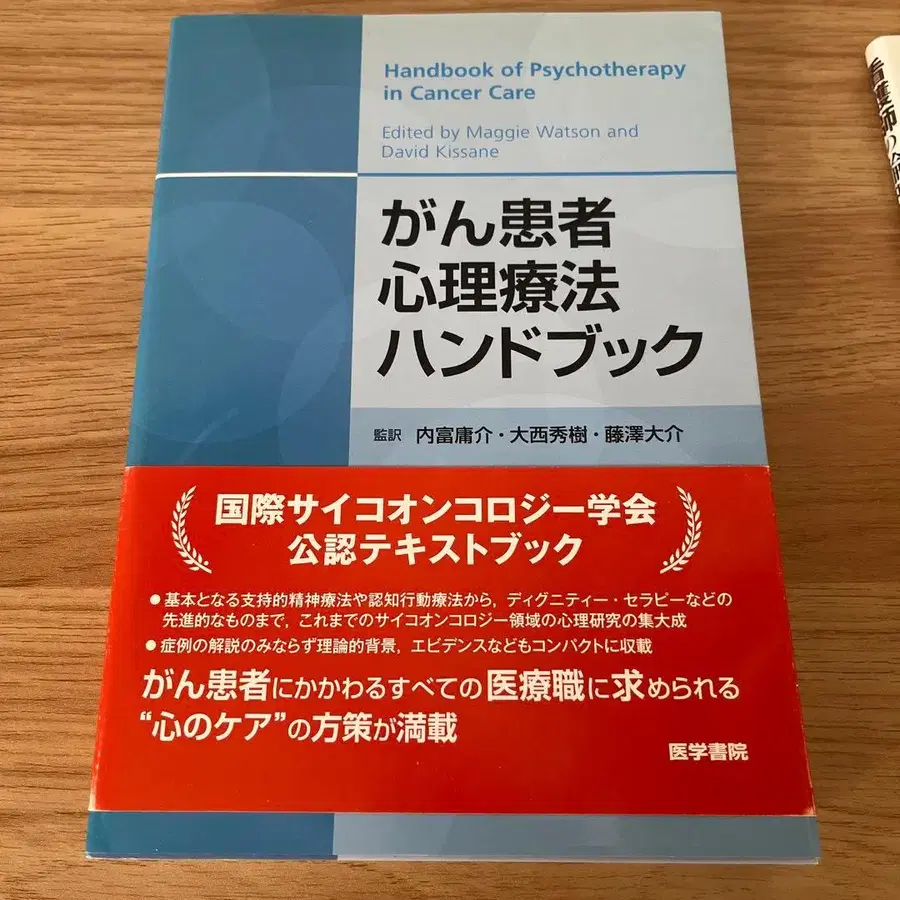 Handbook of Psychotherapy
in Cancer Care
Edited by Maggie Watson and
David Kissane
がん患者
心理療法
ハンドブック
監訳 内富庸介・大西秀樹・藤澤大介
国際サイコオンコロジー学会
公認テキストブック
●基本となる支持的精神療法や認知行動療法から，ディグニティー・セラピーなどの
先進的なものまで，これまでのサイコオンコロジー領域の心理研究の集大成
●症例の解説のみならず理論的背景，エビデンスなどもコンパクトに収載
がん患者にかかわるすべての医療職に求められる
“心のケア”の方策が満載
医学書院
看護師の